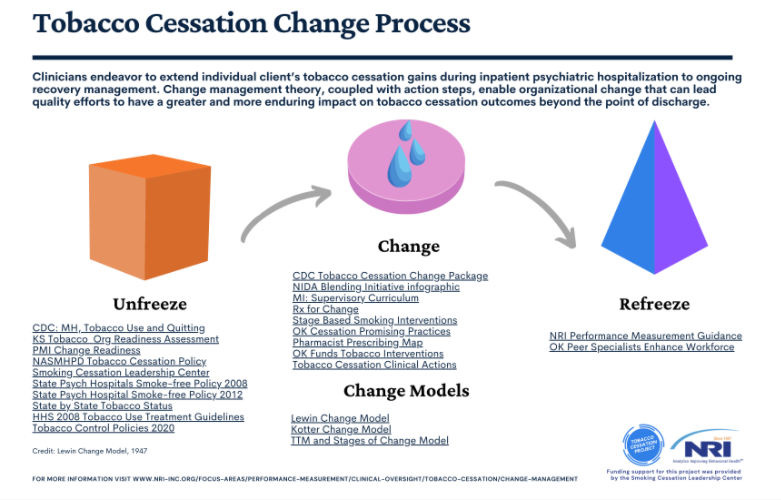 Tobacco Cessation Change Process
Clinicians endeavor to extend individual client's tobacco cessation gains during inpatient psychiatric hospitalization to ongoing
recovery management. Change management theory, coupled with action steps, enable organizational change that can lead
quality efforts to have a greater and more enduring impact on tobacco cessation outcomes beyond the point of discharge.
Unfreeze
CDC: MH, Tobacco Use and Quitting
KS Tobacco Org Readiness Assessment
PMI Change Readiness
NASMHPD Tobacco Cessation Policy
Smoking Cessation Leadership Center
State Psych Hospitals Smoke-free Policy 2008
State Psych Hospital Smoke-free Policy 2012
State by State Tobacco Status
HHS 2008 Tobacco Use Treatment Guidelines
Tobacco Control Policies 2020
Credit: Lewin Change Model, 1947
Change
CDC Tobacco Cessation Change Package
NIDA Blending Initiative infographic
MI: Supervisory Curriculum
Rx for Change
Stage Based Smoking Interventions
OK Cessation Promising Practices
Pharmacist Prescribing Map
OK Funds Tobacco Interventions
Tobacco Cessation Clinical Actions
Change Models
Lewin Change Model
Kotter Change Model
TTM and Stages of Change Model
Refreeze
NRI Performance Measurement Guidance
OK Peer Specialists Enhance Workforce
TOBACCO
CESSATION
PROJECT
NRI
Analytics Improving Behavioral Health
Funding support for this project was provided
by the Smoking Cessation Leadership Center
FOR MORE INFORMATION VISIT WWW.NRI-INC.ORG/FOCUS-AREAS/PERFORMANCE-MEASUREMENT/CLINICAL-OVERSIGHT/TOBACCO-CESSATION/CHANGE-MANAGEMENT